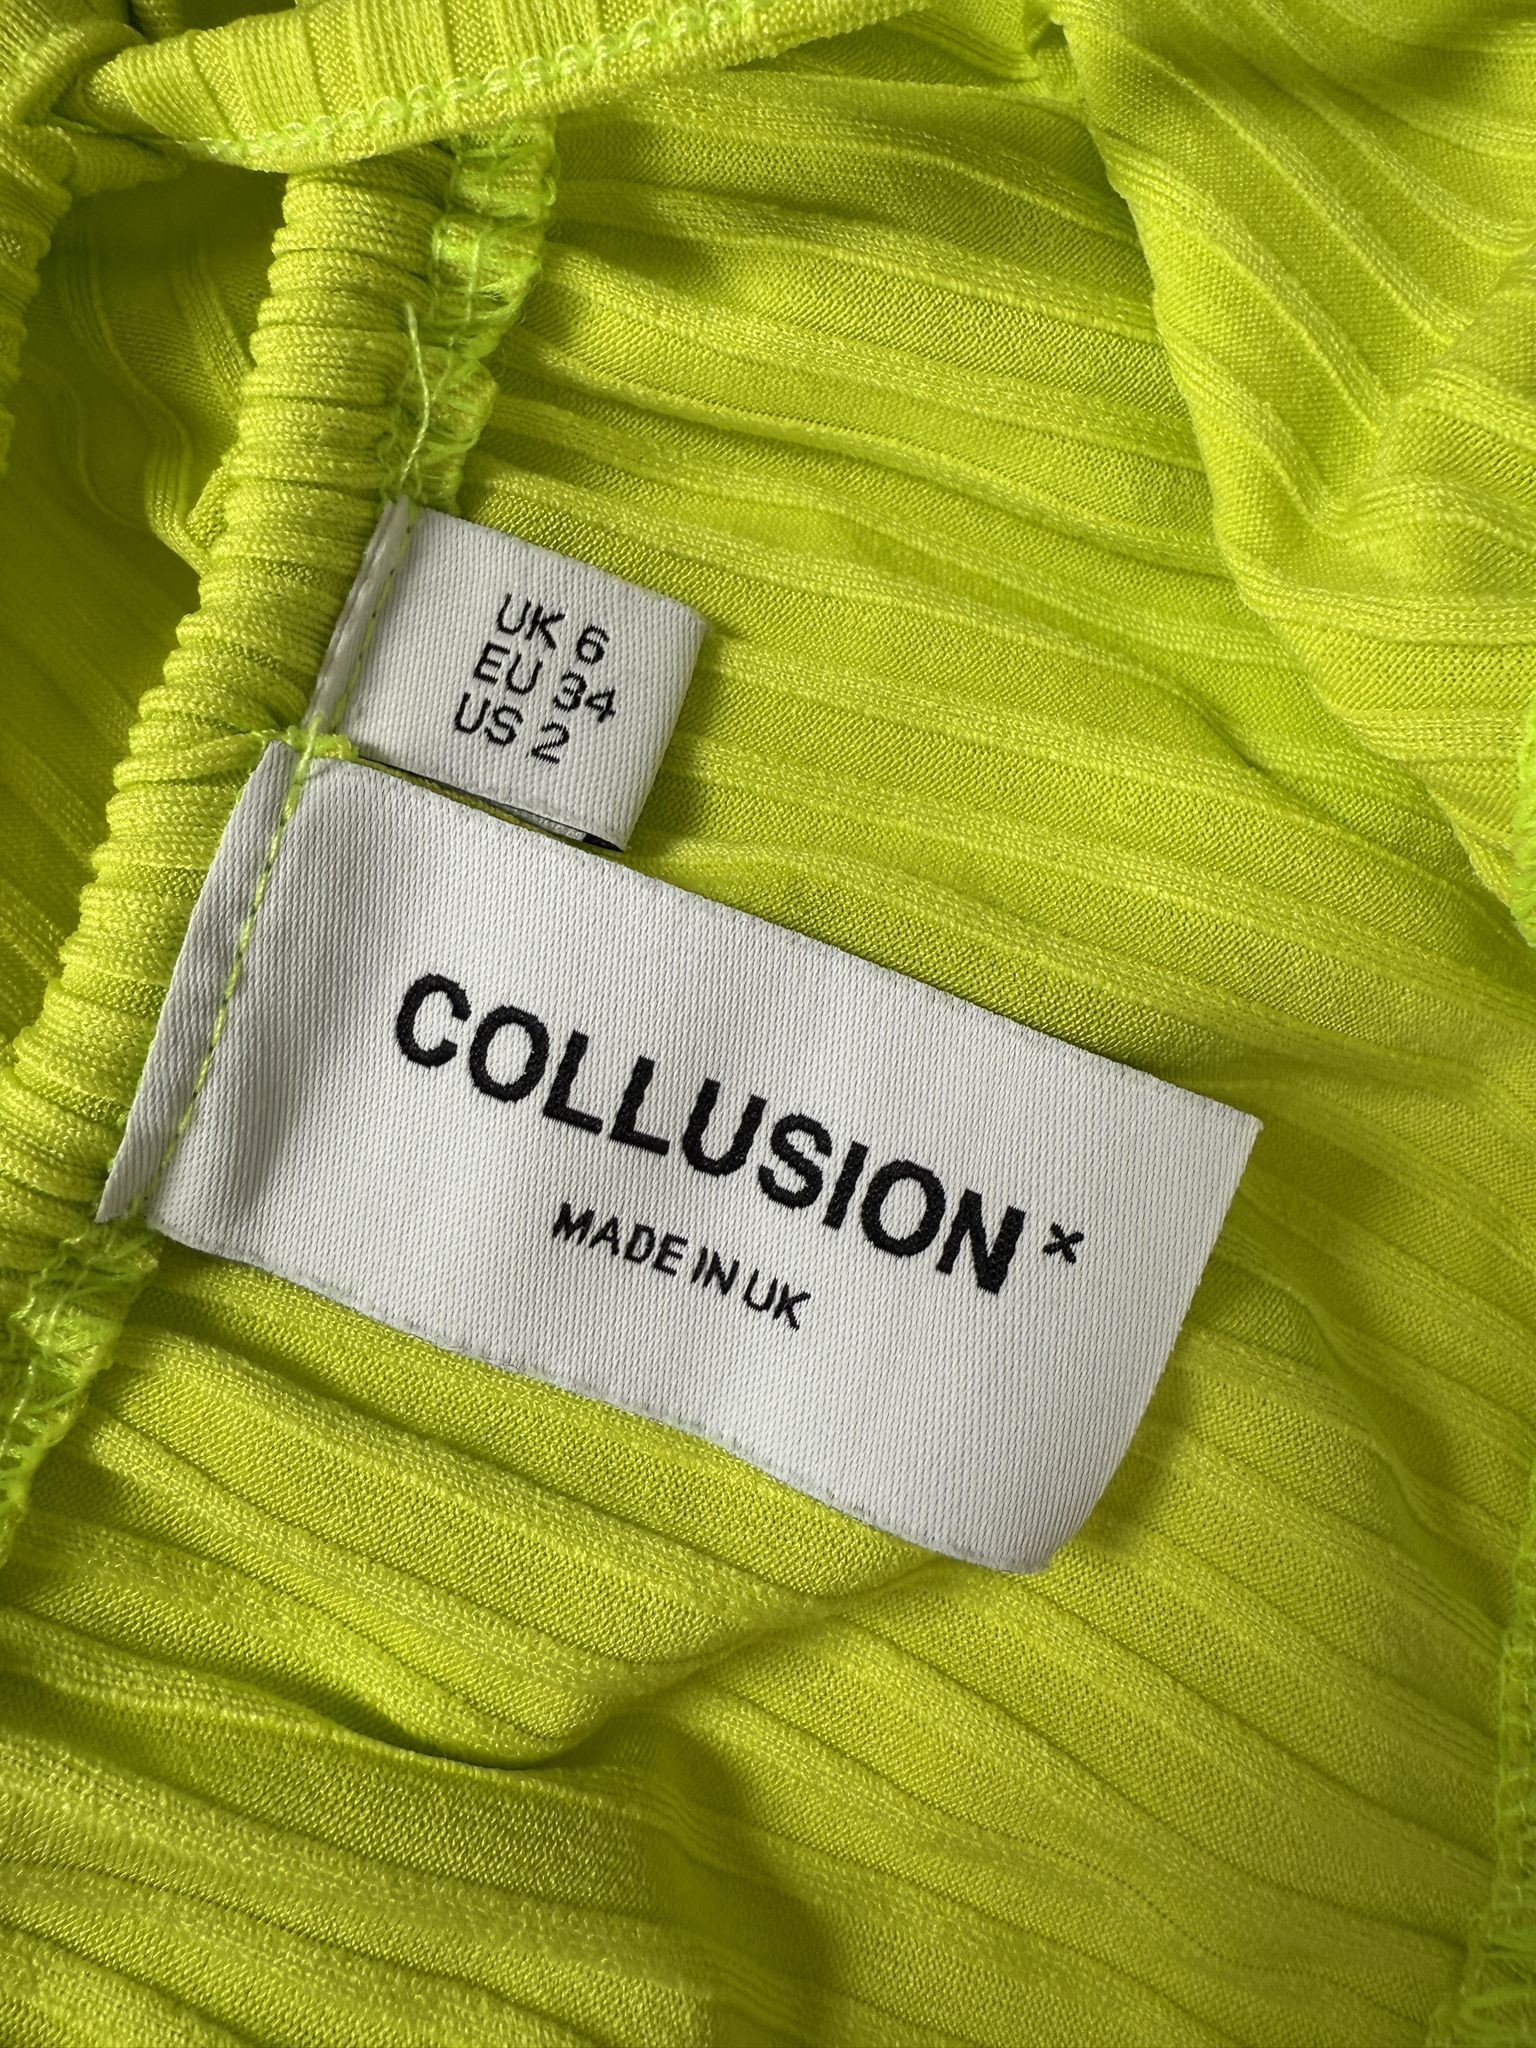 UK 6
EU 34
US 2
COLLUSION x
MADE IN UK